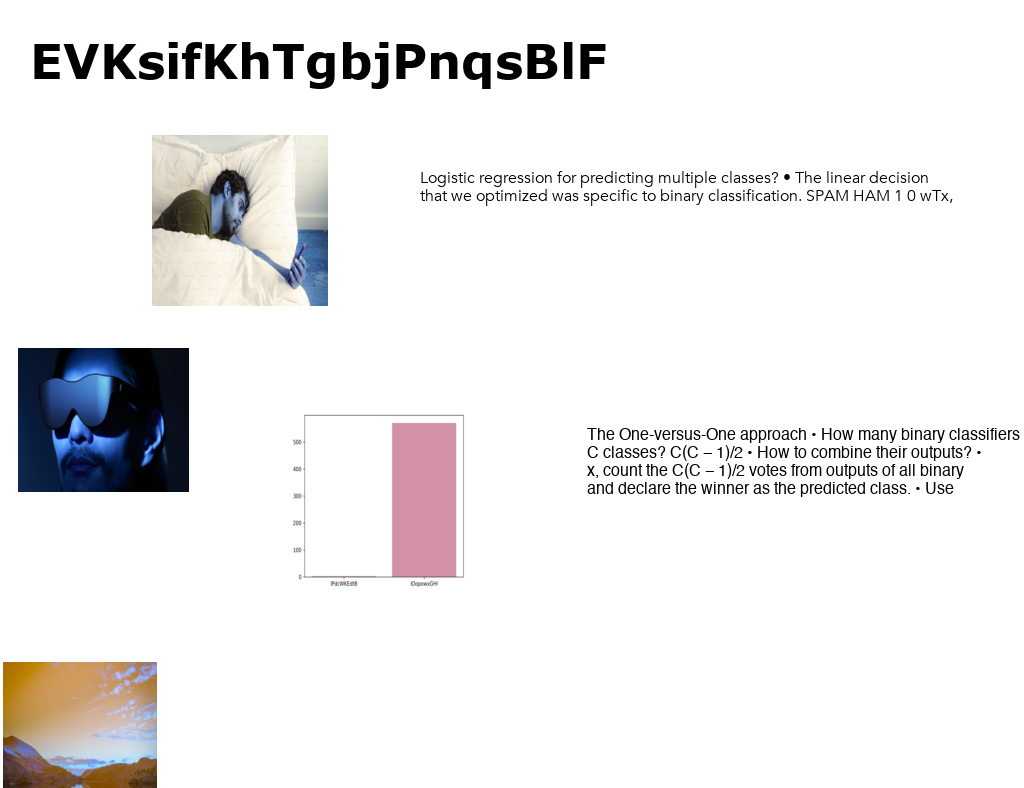 EVKsifKhTgbjPnqsBlF
Logistic regression for predicting multiple classes? • The linear decision
that we optimized was specific to binary classification. SPAM HAM 1 0 wTx,
The One-versus-One approach • How many binary classifiers
C classes? C(C – 1)/2 • How to combine their outputs? •
x, count the C(C – 1)/2 votes from outputs of all binary
and declare the winner as the predicted class. • Use
500
400
300
200
100
0